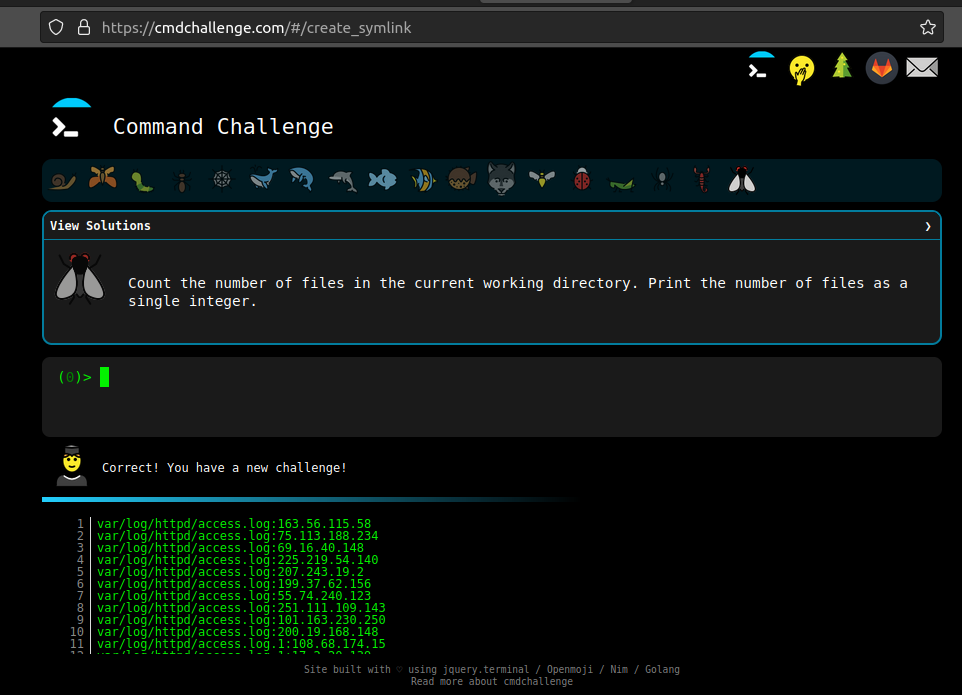 https://cmdchallenge.com/#/create_symlink
Command Challenge
View Solutions
Count the number of files in the current working directory. Print the number of files as a
single integer.
(0)>
Correct! You have a new challenge!
1 var/log/httpd/access.log:163.56.115.58
2 var/log/httpd/access.log:75.113.188.234
3 var/log/httpd/access.log:69.16.40.148
4 var/log/httpd/access.log:225.219.54.140
5 var/log/httpd/access.log:207.243.19.2
6 var/log/httpd/access.log:199.37.62.156
7 var/log/httpd/access.log:55.74.240.123
8 var/log/httpd/access.log:251.111.109.143
9 var/log/httpd/access.log:101.163.230.250
10 var/log/httpd/access.log:200.19.168.148
11 var/log/httpd/access.log.1:108.68.174.15
Site built with ♡ using jquery.terminal / Openmoji / Nim / Golang
Read more about cmdchallenge